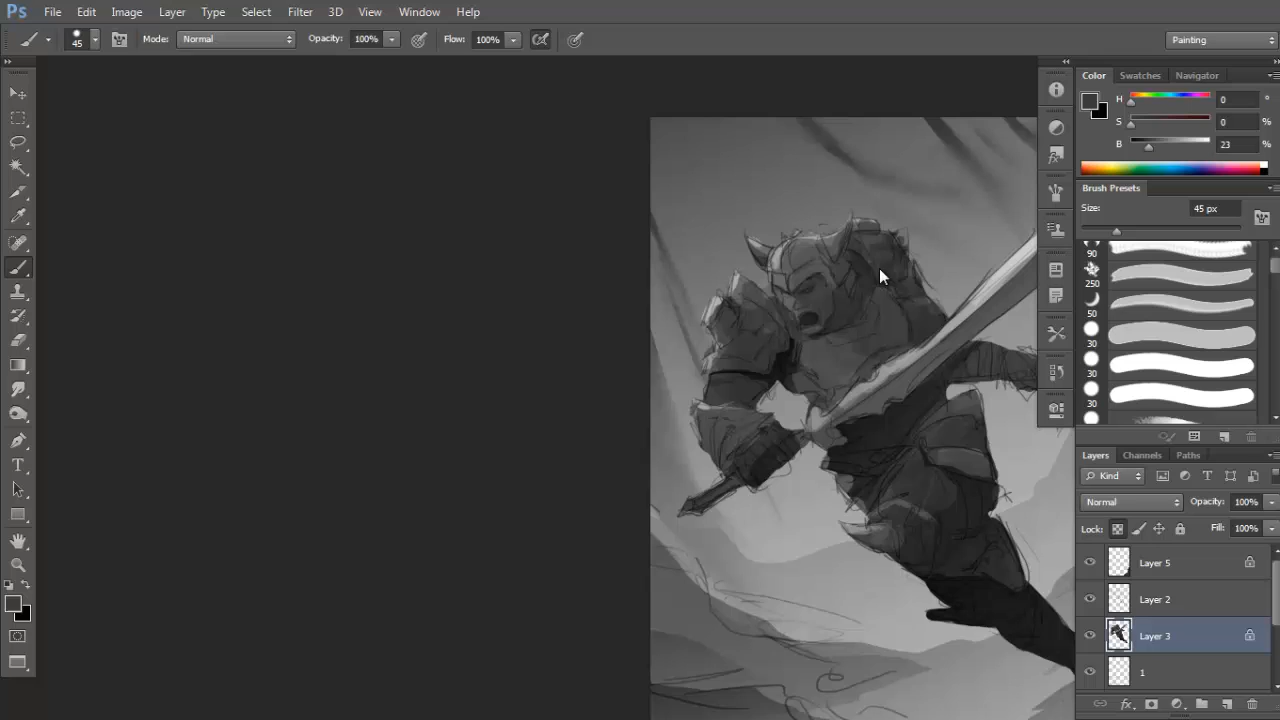 Ps File Edit Image Layer Type Select Filter 3D View Window Help
45 Mode: Normal Opacity: 100% Flow: 100% Painting
Color Swatches Navigator
H 0 °
S 0 %
B 23 %
Brush Presets
Size: 45 px
90
250
50
30
30
30
Layers Channels Paths
Kind T
Normal Opacity: 100%
Lock: Fill: 100%
Layer 5
Layer 2
Layer 3
1
fx